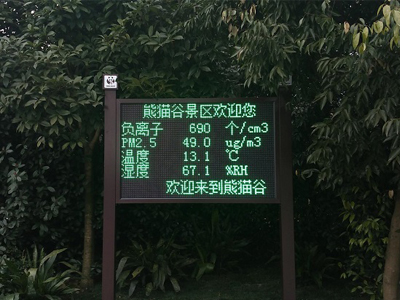 熊猫谷景区欢迎您
负离子 690 个/cm3
PM2.5 49.0 ug/m3
温度 13.1 ℃
湿度 67.1 %RH
欢迎来到熊猫谷